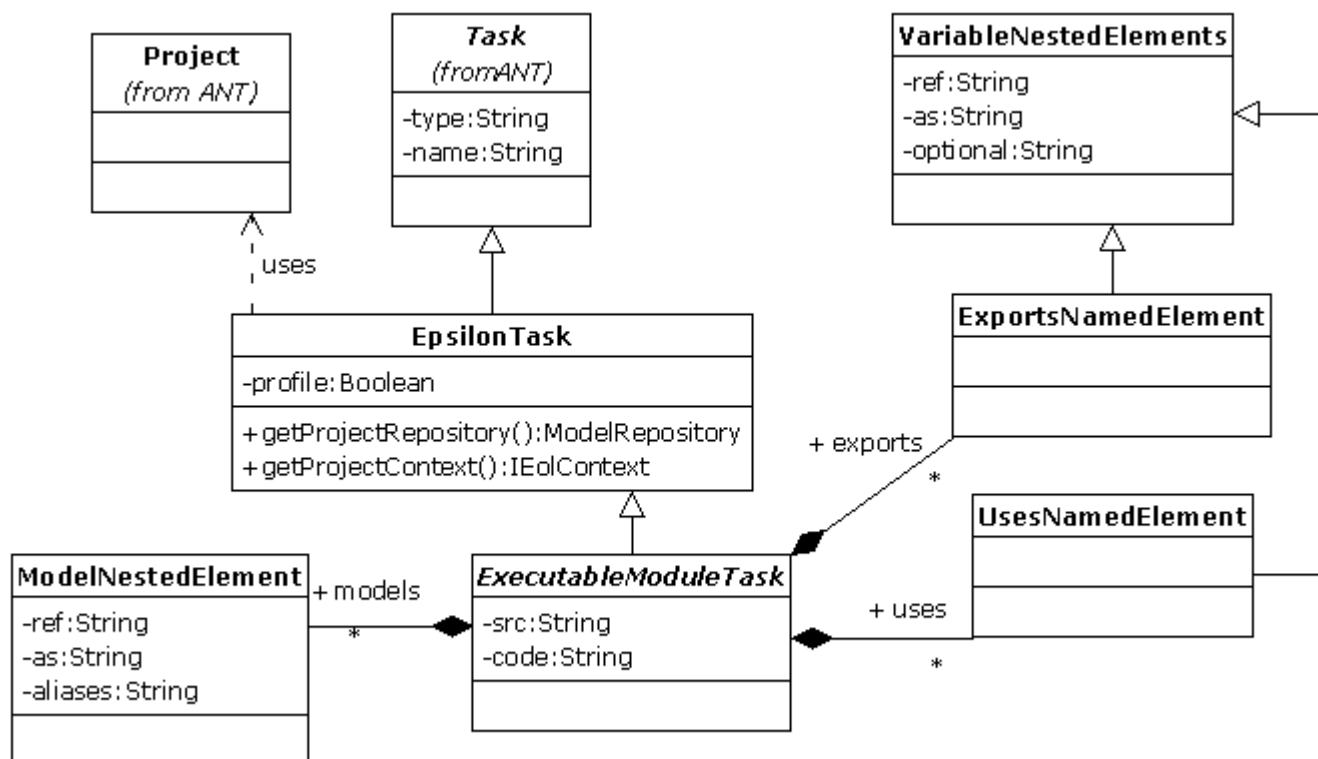 Project
(from ANT)
Task
(fromANT)
-type:String
-name:String
VariableNestedElements
-ref:String
-as:String
-optional:String
uses
EpsilonTask
-profile:Boolean
+getProjectRepository():ModelRepository
+getProjectContext():IEolContext
ExportsNamedElement
+ exports
*
UsesNamedElement
ModelNestedElement
-ref:String
-as:String
-aliases:String
+ models
*
ExecutableModuleTask
-src:String
-code:String
+ uses
*